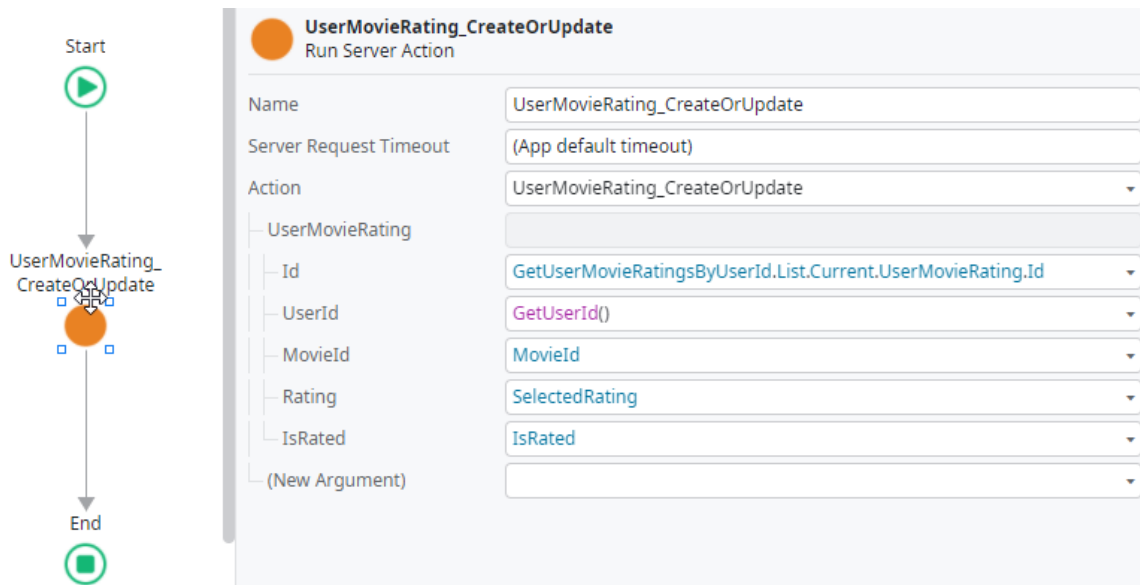 Start
UserMovieRating_
CreateOrUpdate
End
UserMovieRating_CreateOrUpdate
Run Server Action
Name
UserMovieRating_CreateOrUpdate
Server Request Timeout
(App default timeout)
Action
UserMovieRating_CreateOrUpdate
UserMovieRating
Id
GetUserMovieRatingsByUserId.List.Current.UserMovieRating.Id
UserId
GetUserId()
MovieId
MovieId
Rating
SelectedRating
IsRated
IsRated
(New Argument)